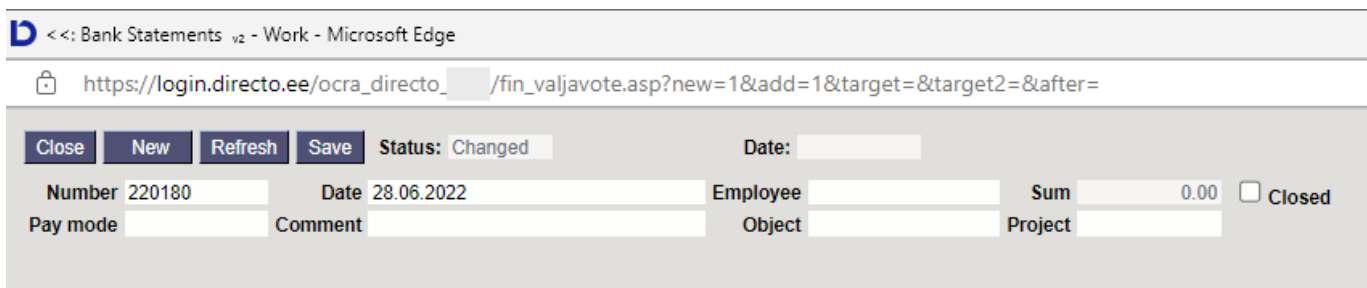 <<: Bank Statements v2 - Work - Microsoft Edge
https://login.directo.ee/ocra_directo_ /fin_valjavote.asp?new=1&add=1&target=&target2=&after=
Close New Refresh Save Status: Changed Date:
Number 220180 Date 28.06.2022 Employee Sum 0.00 Closed
Pay mode Comment Object Project